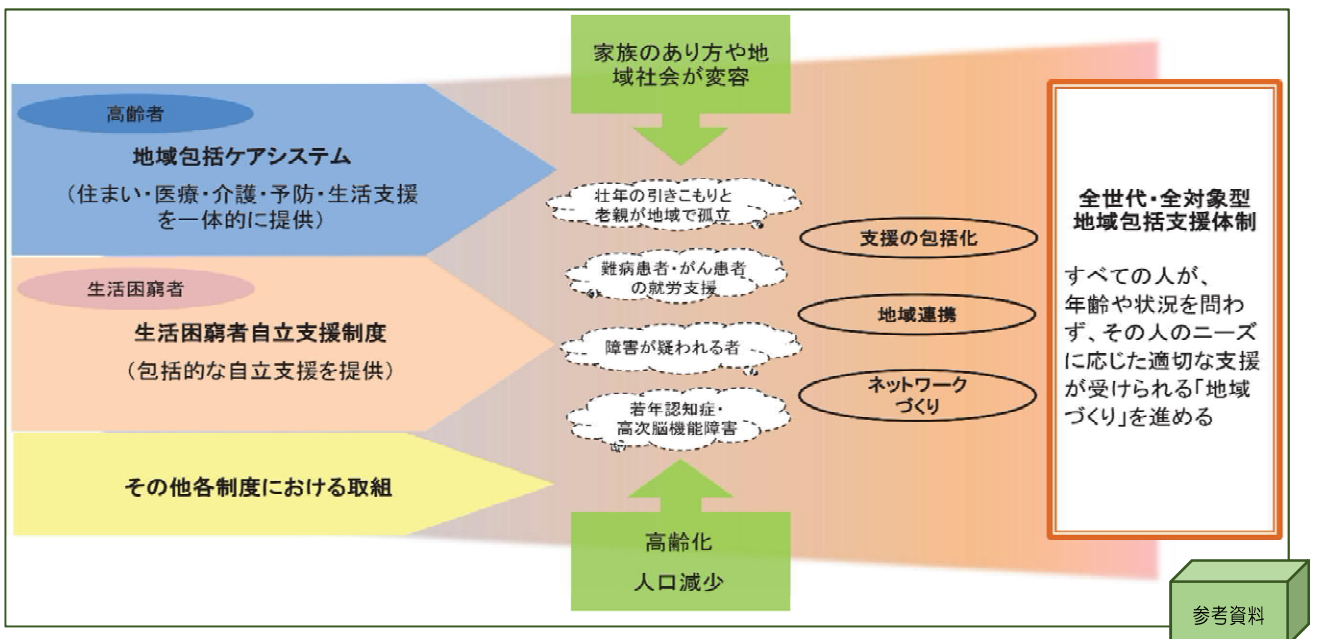 家族のあり方や地
域社会が変容
高齢者
地域包括ケアシステム
（住まい・医療・介護・予防・生活支援
を一体的に提供）
生活困窮者
生活困窮者自立支援制度
（包括的な自立支援を提供）
その他各制度における取組
壮年の引きこもりと
老親が地域で孤立
難病患者・がん患者
の就労支援
障害が疑われる者
若年認知症・
高次脳機能障害
高齢化
人口減少
支援の包括化
地域連携
ネットワーク
づくり
全世代・全対象型
地域包括支援体制
すべての人が、
年齢や状況を問わ
ず、その人のニーズ
に応じた適切な支援
が受けられる「地域
づくり」を進める
参考資料